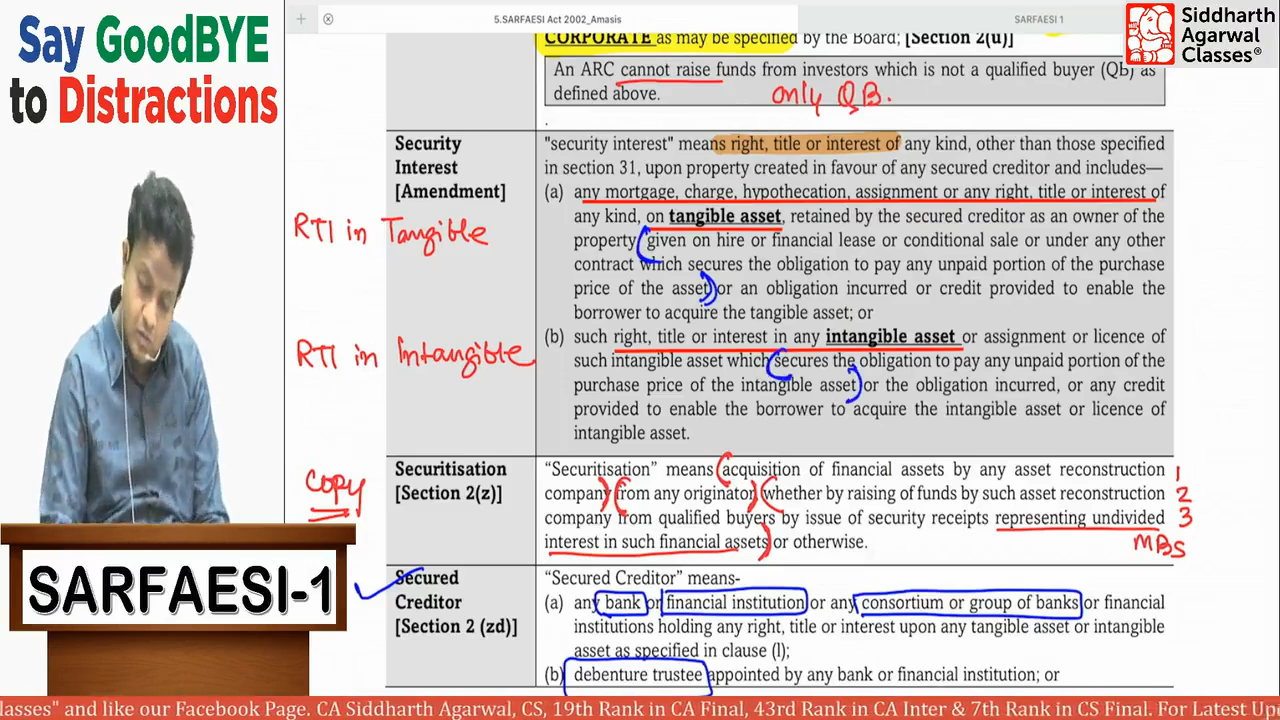 5.SARFAESI Act 2002_Amasis
SARFAESI 1
Say GoodBYE
to Distractions
Siddharth
Agarwal
Classes®
CORPORATE as may be specified by the Board; [Section 2(u)]
An ARC cannot raise funds from investors which is not a qualified buyer (Qb) as
defined above.
only QB.
Security
Interest
[Amendment]
"security interest" means right, title or interest of any kind, other than those specified
in section 31, upon property created in favour of any secured creditor and includes—
(a) any mortgage, charge, hypothecation, assignment or any right, title or interest of
any kind, on tangible asset, retained by the secured creditor as an owner of the
property given on hire or financial lease or conditional sale or under any other
contract which secures the obligation to pay any unpaid portion of the purchase
price of the asset or an obligation incurred or credit provided to enable the
borrower to acquire the tangible asset; or
(b) such right, title or interest in any intangible asset or assignment or licence of
such intangible asset which secures the obligation to pay any unpaid portion of the
purchase price of the intangible asset or the obligation incurred, or any credit
provided to enable the borrower to acquire the intangible asset or licence of
intangible asset.
RTI in Tangible
RTI in Intangible
Securitisation
[Section 2(z)]
“Securitisation” means acquisition of financial assets by any asset reconstruction
company from any originator, whether by raising of funds by such asset reconstruction
company from qualified buyers by issue of security receipts representing undivided
interest in such financial assets or otherwise.
copy
1
2
3
MBS
Secured
Creditor
[Section 2 (zd)]
“Secured Creditor” means-
(a) any bank or financial institution or any consortium or group of banks or financial
institutions holding any right, title or interest upon any tangible asset or intangible
asset as specified in clause (l);
(b) debenture trustee appointed by any bank or financial institution; or
SARFAESI-1
lasses" and like our Facebook Page. CA Siddharth Agarwal, CS, 19th Rank in CA Final, 43rd Rank in CA Inter & 7th Rank in CS Final. For Latest Up